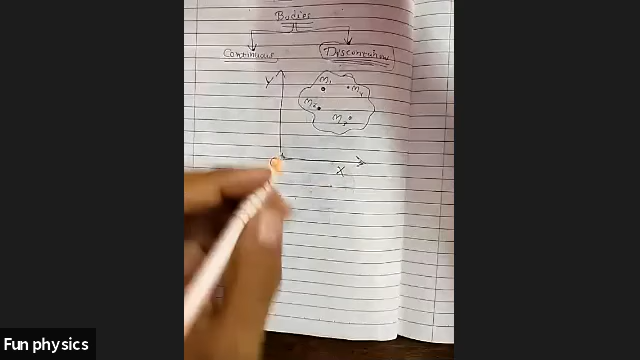 Bodies
Continuous Discontinuous
Y m₁ m₄
m₂
m₃
X
Fun physics